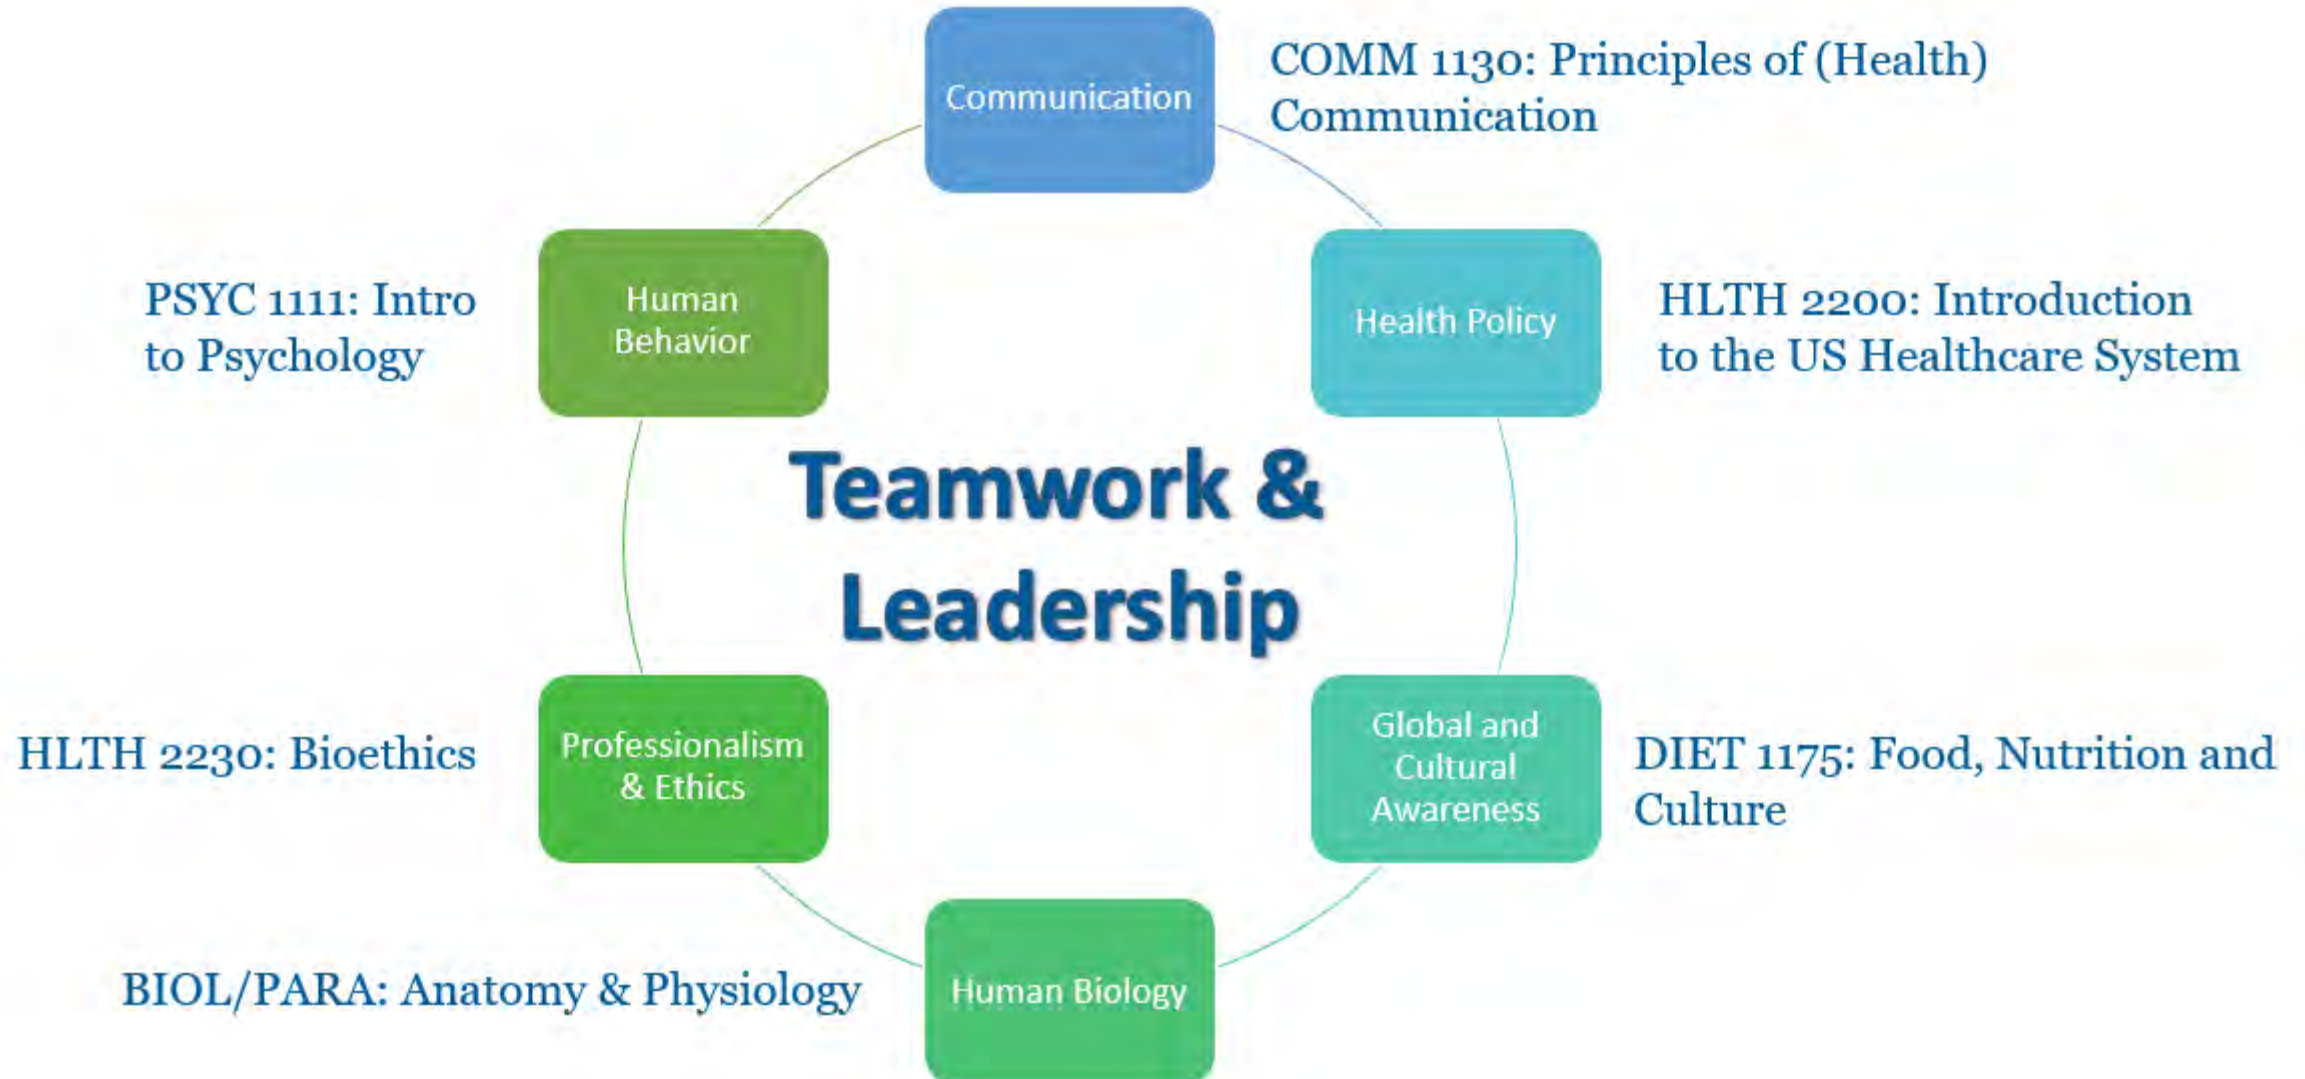 Communication
COMM 1130: Principles of (Health)
Communication
Human
Behavior
PSYC 1111: Intro
to Psychology
Health Policy
HLTH 2200: Introduction
to the US Healthcare System
Teamwork &
Leadership
Professionalism
& Ethics
HLTH 2230: Bioethics
Global and
Cultural
Awareness
DIET 1175: Food, Nutrition and
Culture
BIOL/PARA: Anatomy & Physiology
Human Biology